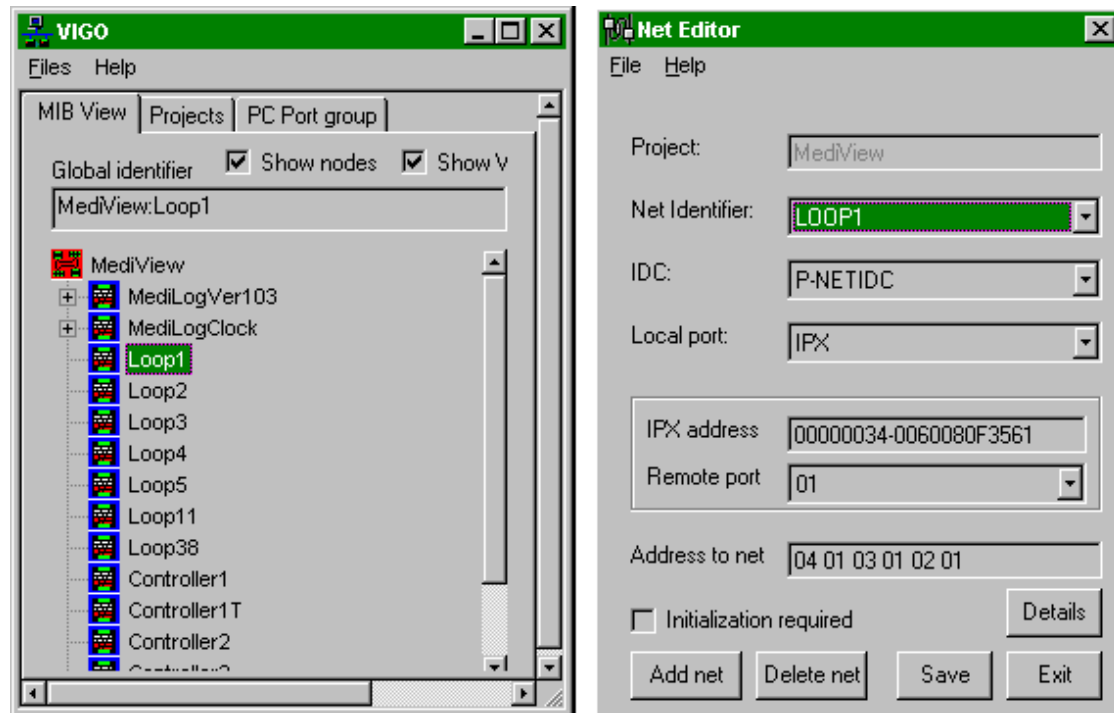 VIGO
Files Help
MIB View Projects PC Port group
Global identifier Show nodes Show V
MediView:Loop1
MediView
MediLogVer103
MediLogClock
Loop1
Loop2
Loop3
Loop4
Loop5
Loop11
Loop38
Controller1
Controller1T
Controller2
Net Editor
File Help
Project: MediView
Net Identifier: LOOP1
IDC: P-NETIDC
Local port: IPX
IPX address 00000034-0060080F3561
Remote port 01
Address to net 04 01 03 01 02 01
Initialization required Details
Add net Delete net Save Exit